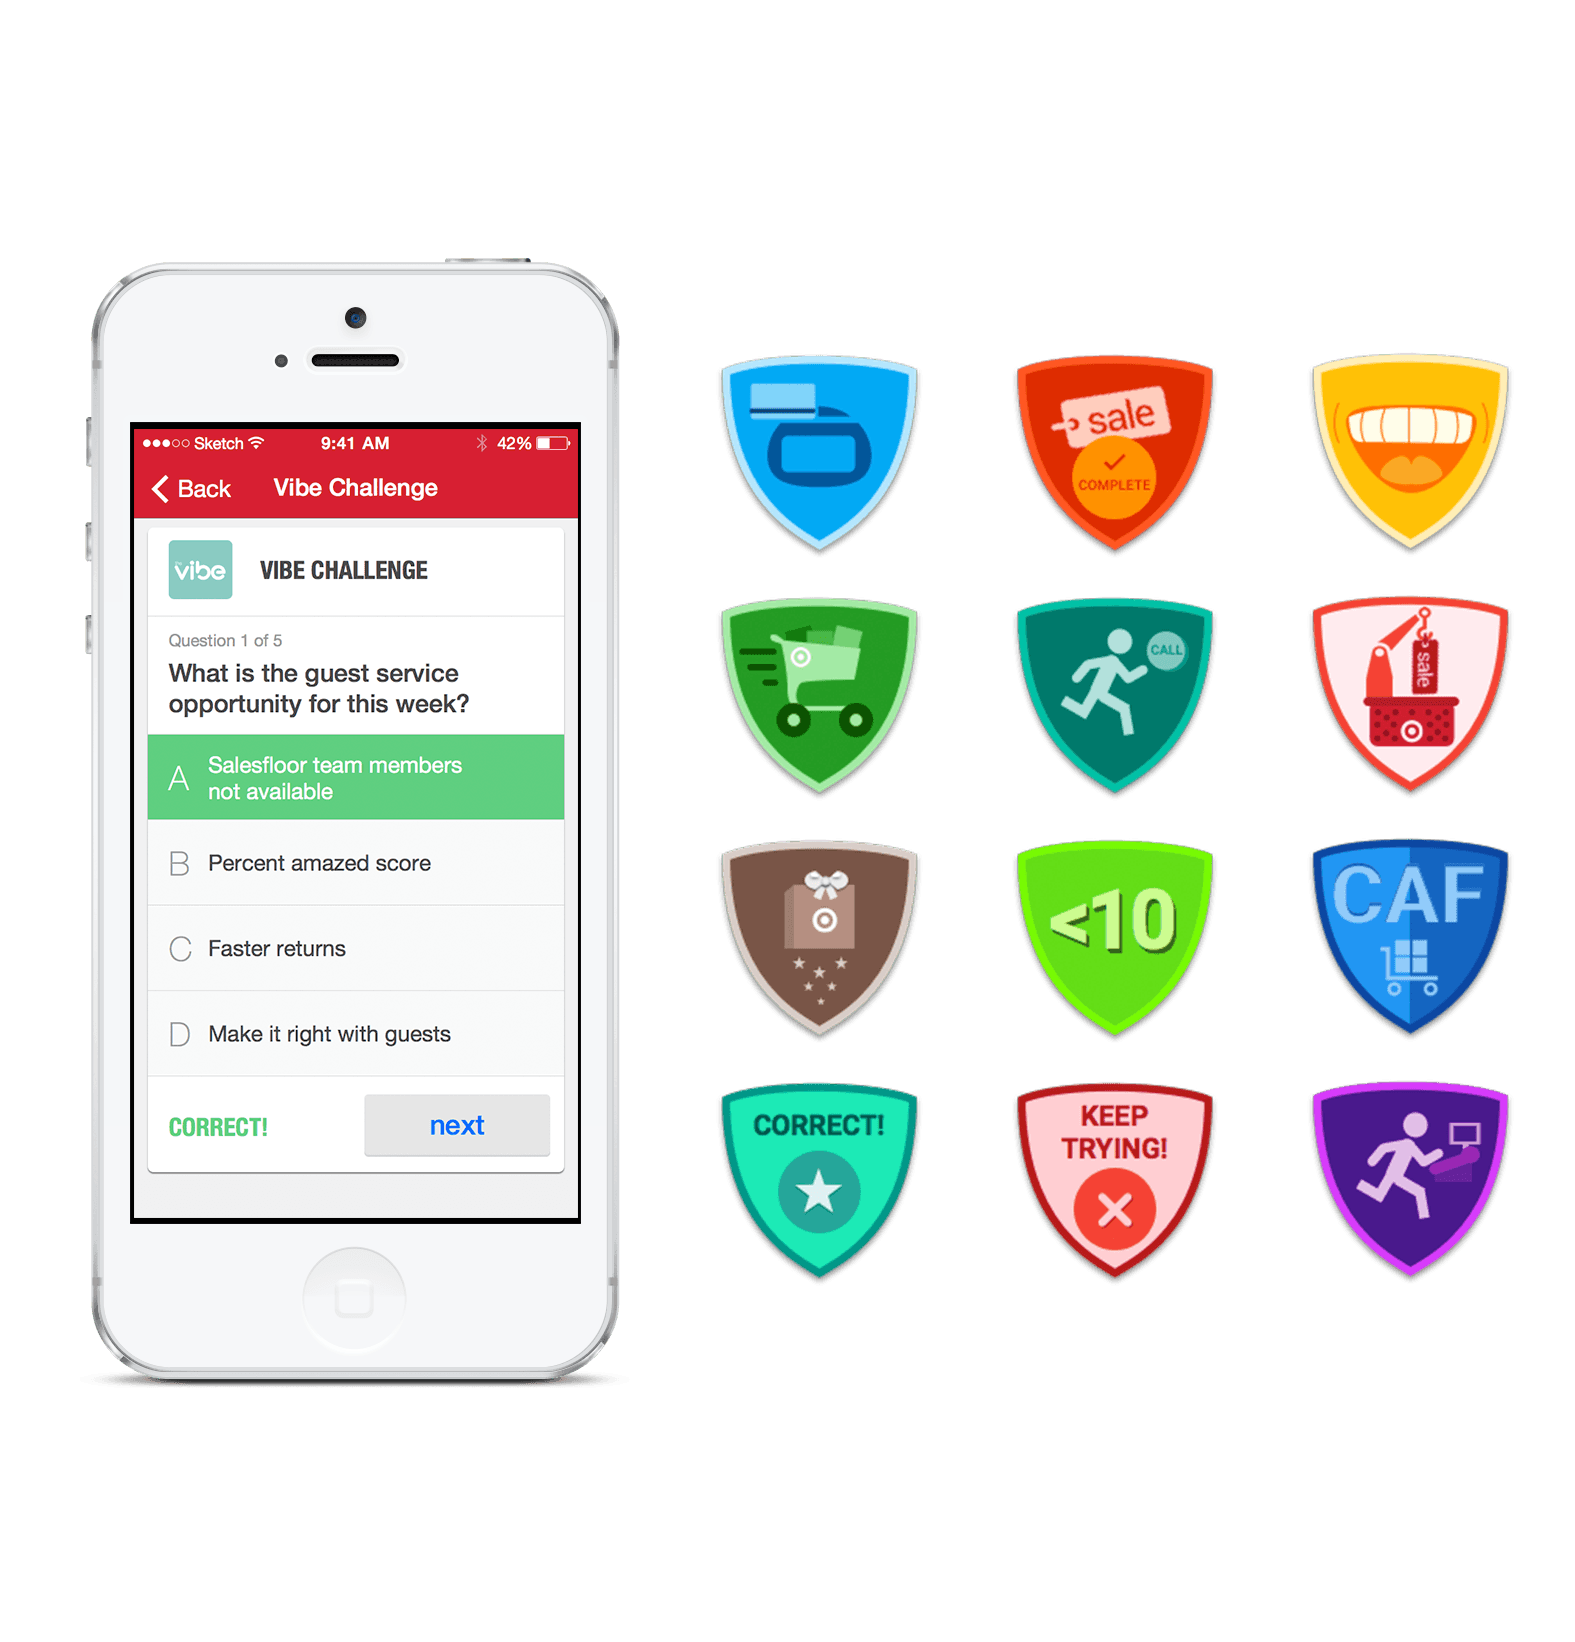 Sketch
9:41 AM
42%
Back
Vibe Challenge
the vibe
VIBE CHALLENGE
Question 1 of 5
What is the guest service
opportunity for this week?
A
Salesfloor team members
not available
B
Percent amazed score
C
Faster returns
D
Make it right with guests
CORRECT!
next
sale
COMPLETE
CALL
sale
<10
CAF
CORRECT!
KEEP
TRYING!